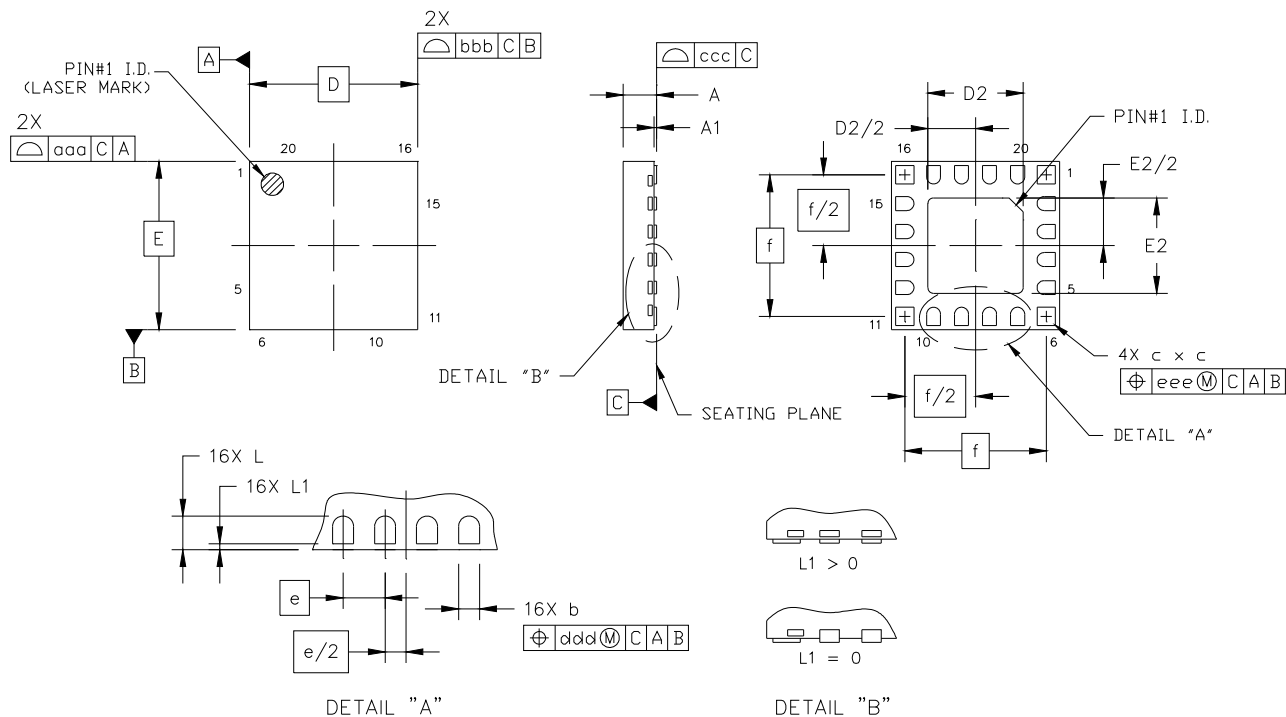 2X
⌓ bbb C B
A
D
PIN#1 I.D.
(LASER MARK)
2X
⌓ aaa C A
20
16
1
15
E
5
11
6
10
B
⌓ ccc C
A
A1
DETAIL "B"
C
SEATING PLANE
D2
D2/2
PIN#1 I.D.
16
20
1
E2/2
f/2
15
f
E2
5
11
10
6
4X c x c
⌖ eee Ⓜ C A B
f/2
f
DETAIL "A"
16X L
16X L1
e
e/2
16X b
⌖ ddd Ⓜ C A B
DETAIL "A"
L1 > 0
L1 = 0
DETAIL "B"